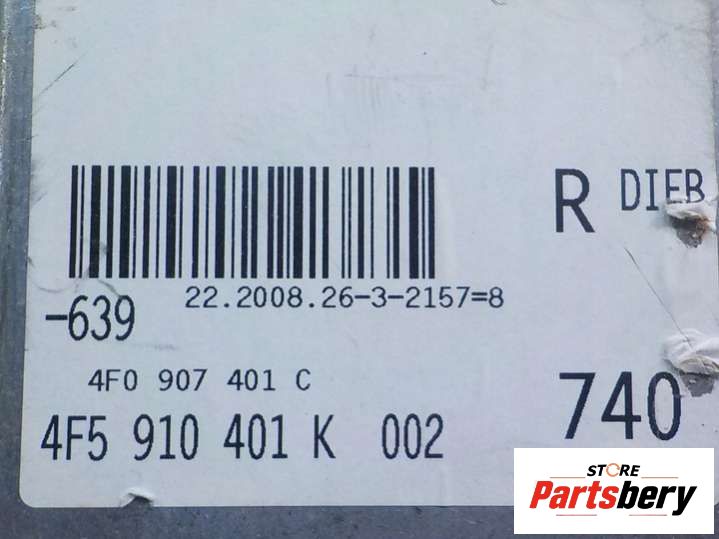 R DIEB
22.2008.26-3-2157=8
-639
4F0 907 401 C
740
4F5 910 401 K 002
STORE
Partsbery